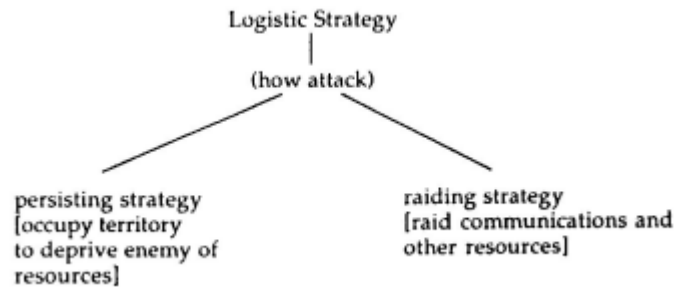 Logistic Strategy
(how attack)
persisting strategy
[occupy territory
to deprive enemy of
resources]
raiding strategy
[raid communications and
other resources]